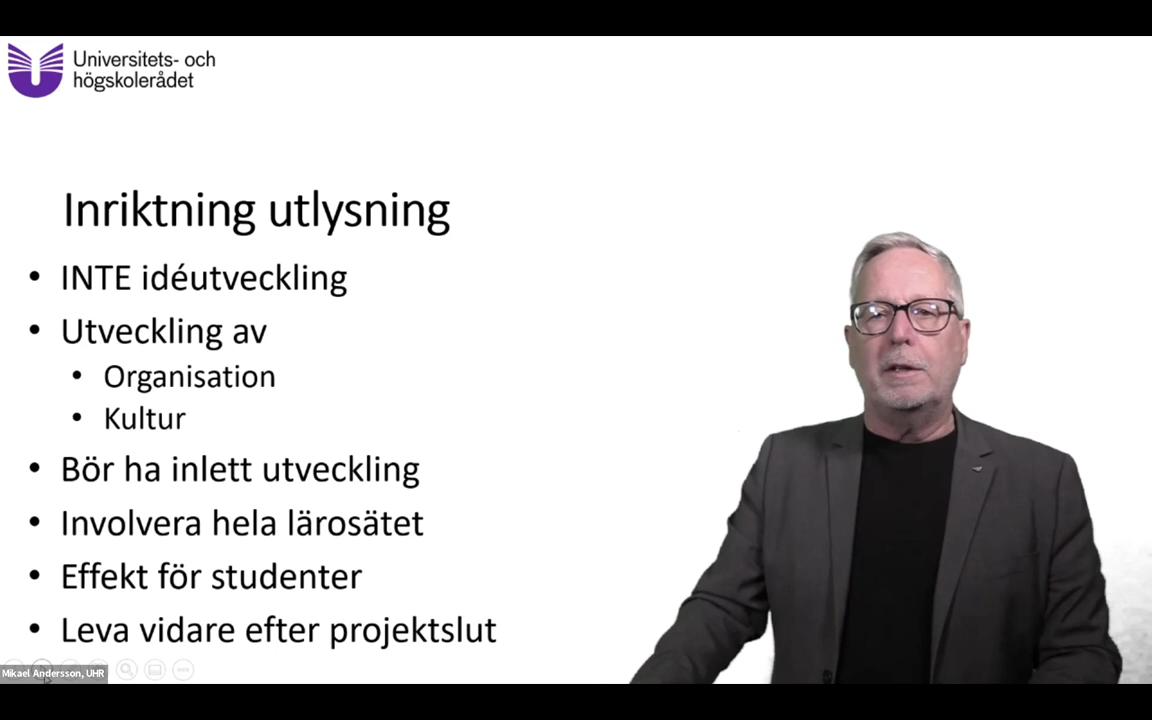 Universitets- och
högskolerådet
Inriktning utlysning
• INTE idéutveckling
• Utveckling av
• Organisation
• Kultur
• Bör ha inlett utveckling
• Involvera hela lärosätet
• Effekt för studenter
• Leva vidare efter projektslut
Mikael Andersson, UHR